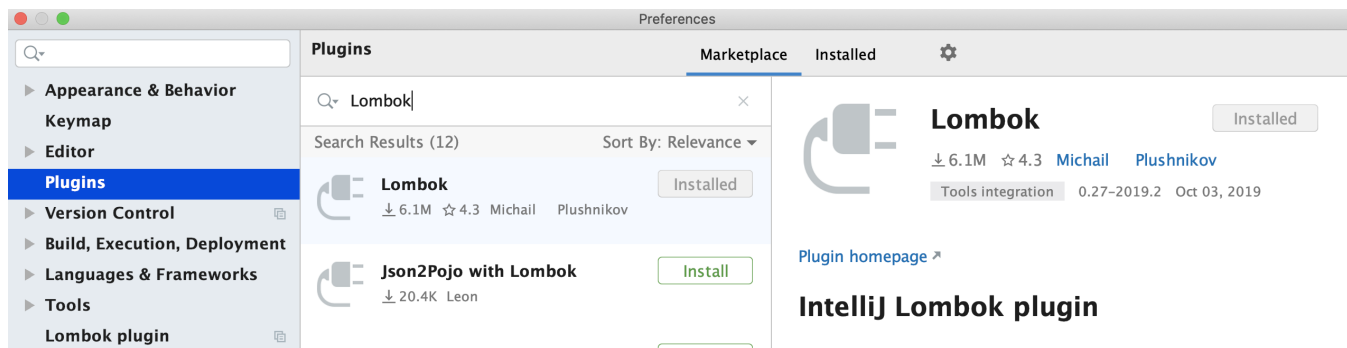 Preferences
Appearance & Behavior
Keymap
Editor
Plugins
Version Control
Build, Execution, Deployment
Languages & Frameworks
Tools
Lombok plugin
Plugins
Marketplace Installed
Lombok
Search Results (12) Sort By: Relevance
Lombok Installed
6.1M 4.3 Michail Plushnikov
Json2Pojo with Lombok Install
20.4K Leon
Lombok Installed
6.1M 4.3 Michail Plushnikov
Tools integration 0.27-2019.2 Oct 03, 2019
Plugin homepage
IntelliJ Lombok plugin